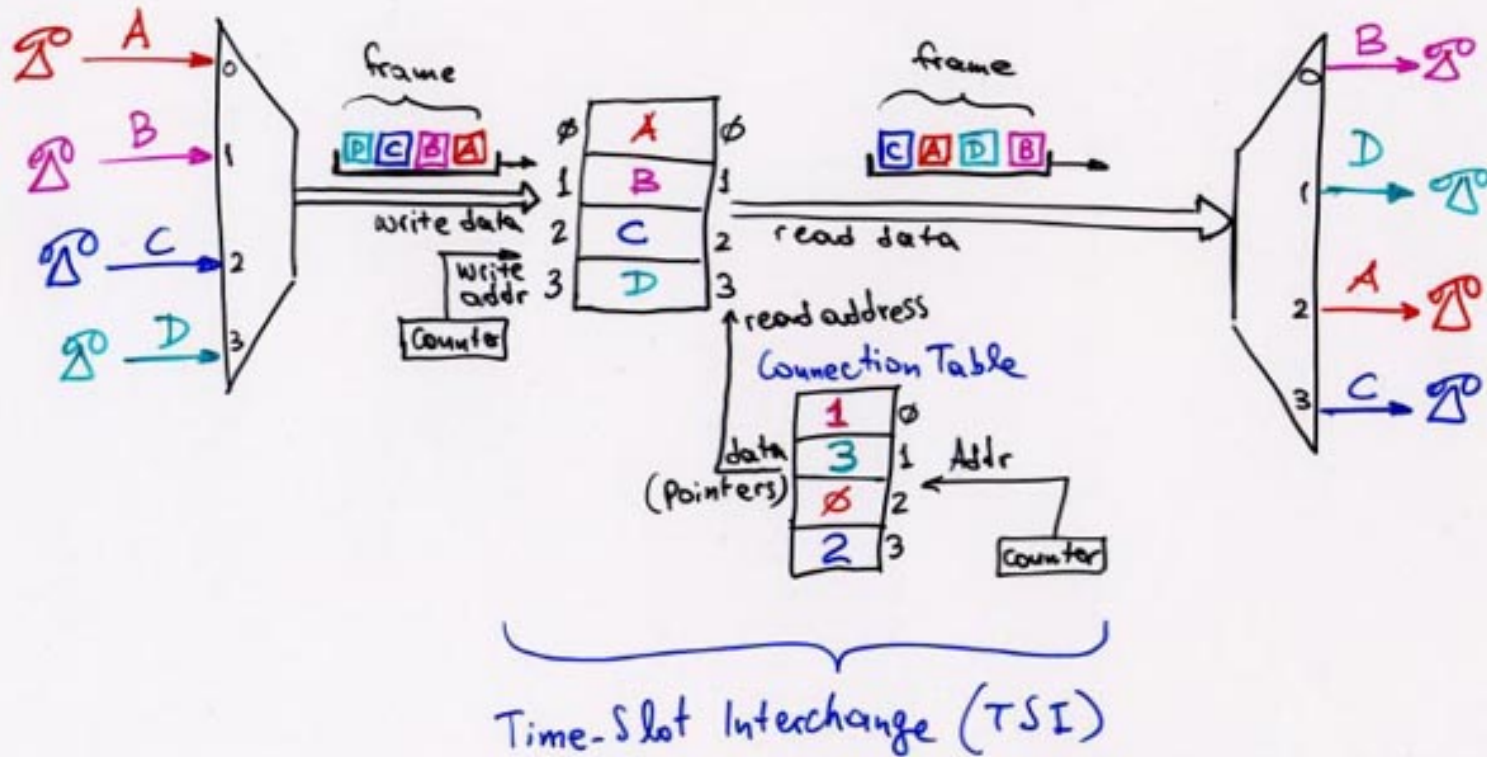 A
B
C
D
0
1
2
3
frame
D C B A
write data
write
addr
Counter
Ø
1
2
3
A
B
C
D
Ø
1
2
3
frame
C A D B
read data
read address
Connection Table
data
(Pointers)
1
3
Ø
2
Ø
1
2
3
Addr
counter
0
1
2
3
B
D
A
C
Time-Slot Interchange (TSI)